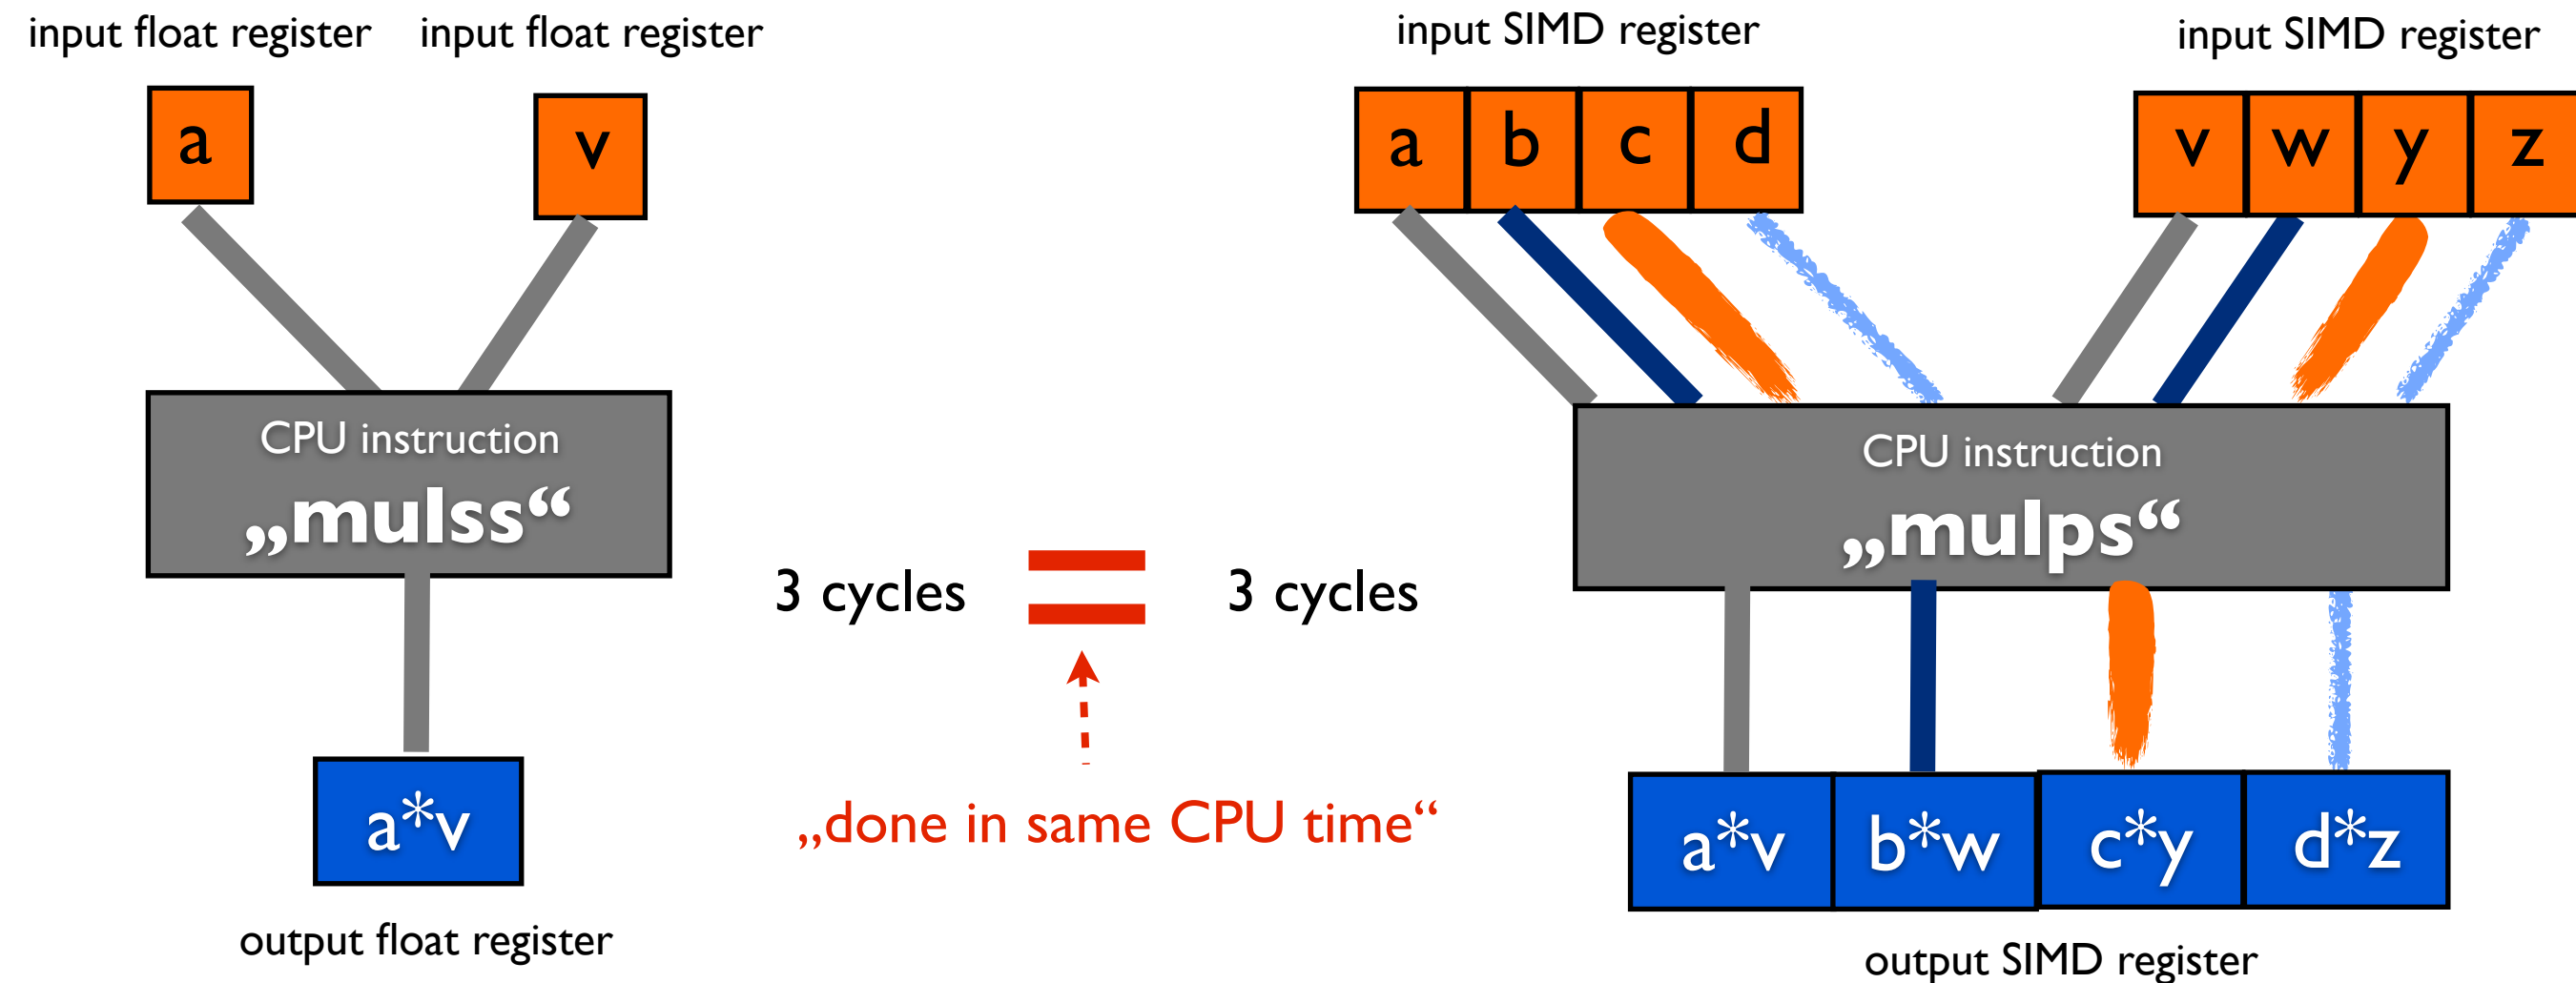 input float register
input float register
a
v
CPU instruction
„mulss“
a*v
output float register
3 cycles
=
3 cycles
„done in same CPU time“
input SIMD register
input SIMD register
a b c d
v w y z
CPU instruction
„mulps“
a*v b*w c*y d*z
output SIMD register